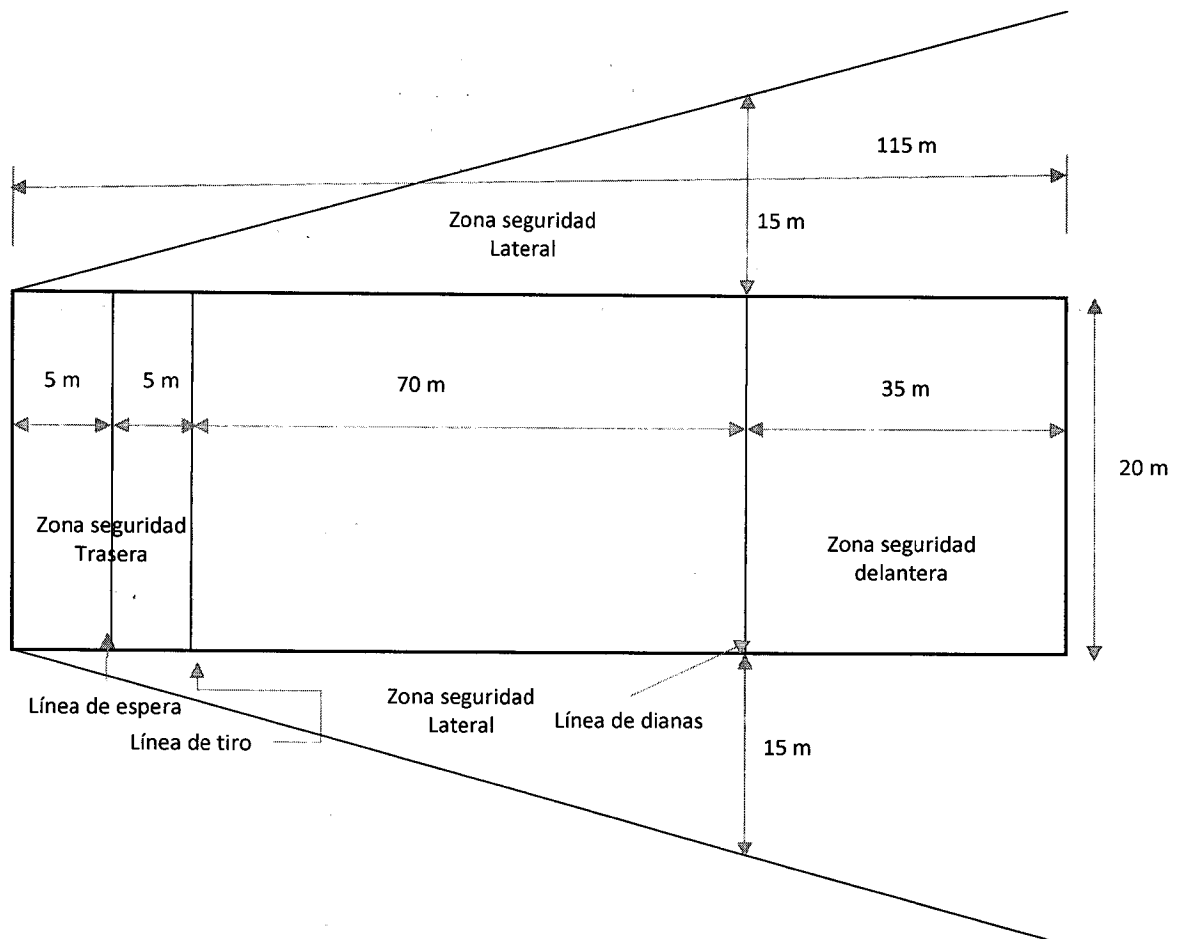 115 m
Zona seguridad
Lateral
15 m
5 m
5 m
70 m
35 m
20 m
Zona seguridad
Trasera
Zona seguridad
delantera
Línea de espera
Línea de tiro
Zona seguridad
Lateral
Línea de dianas
15 m